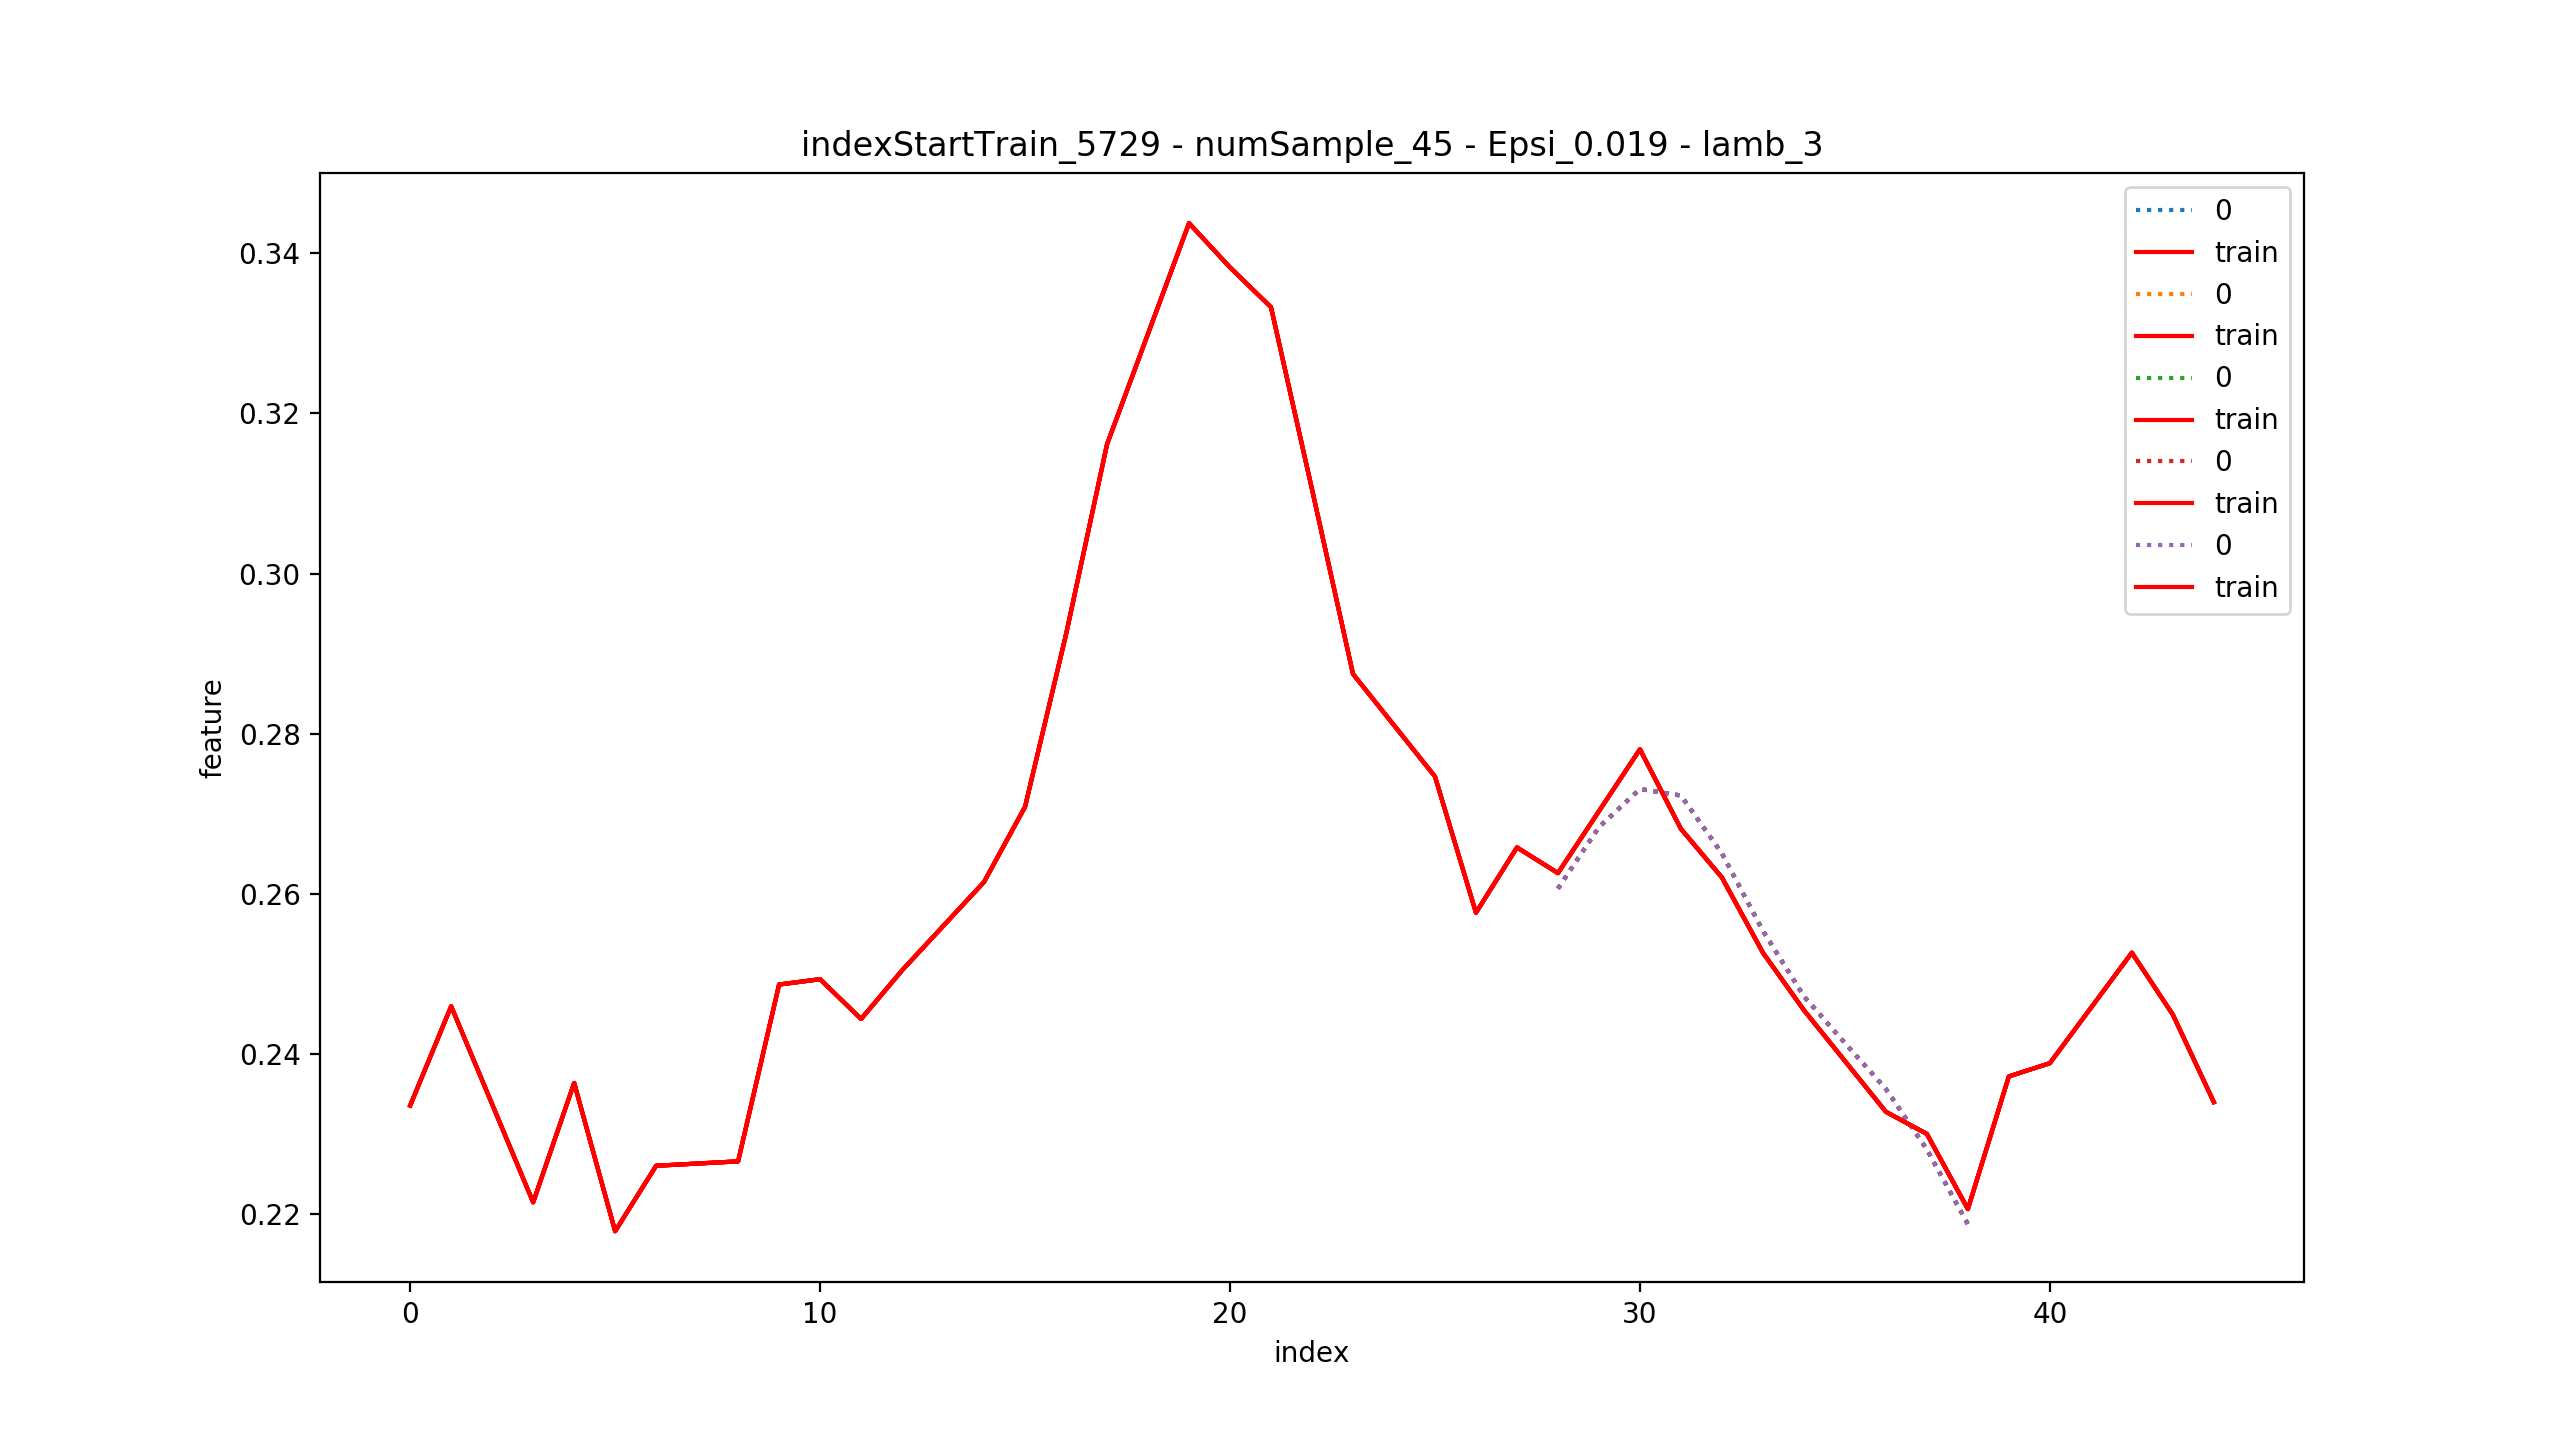 indexStartTrain_5729 - numSample_45 - Epsi_0.019 - lamb_3
0
train
0
train
0
train
0
train
0
train
0.34
0.32
0.30
0.28
0.26
0.24
0.22
feature
0 10 20 30 40
index